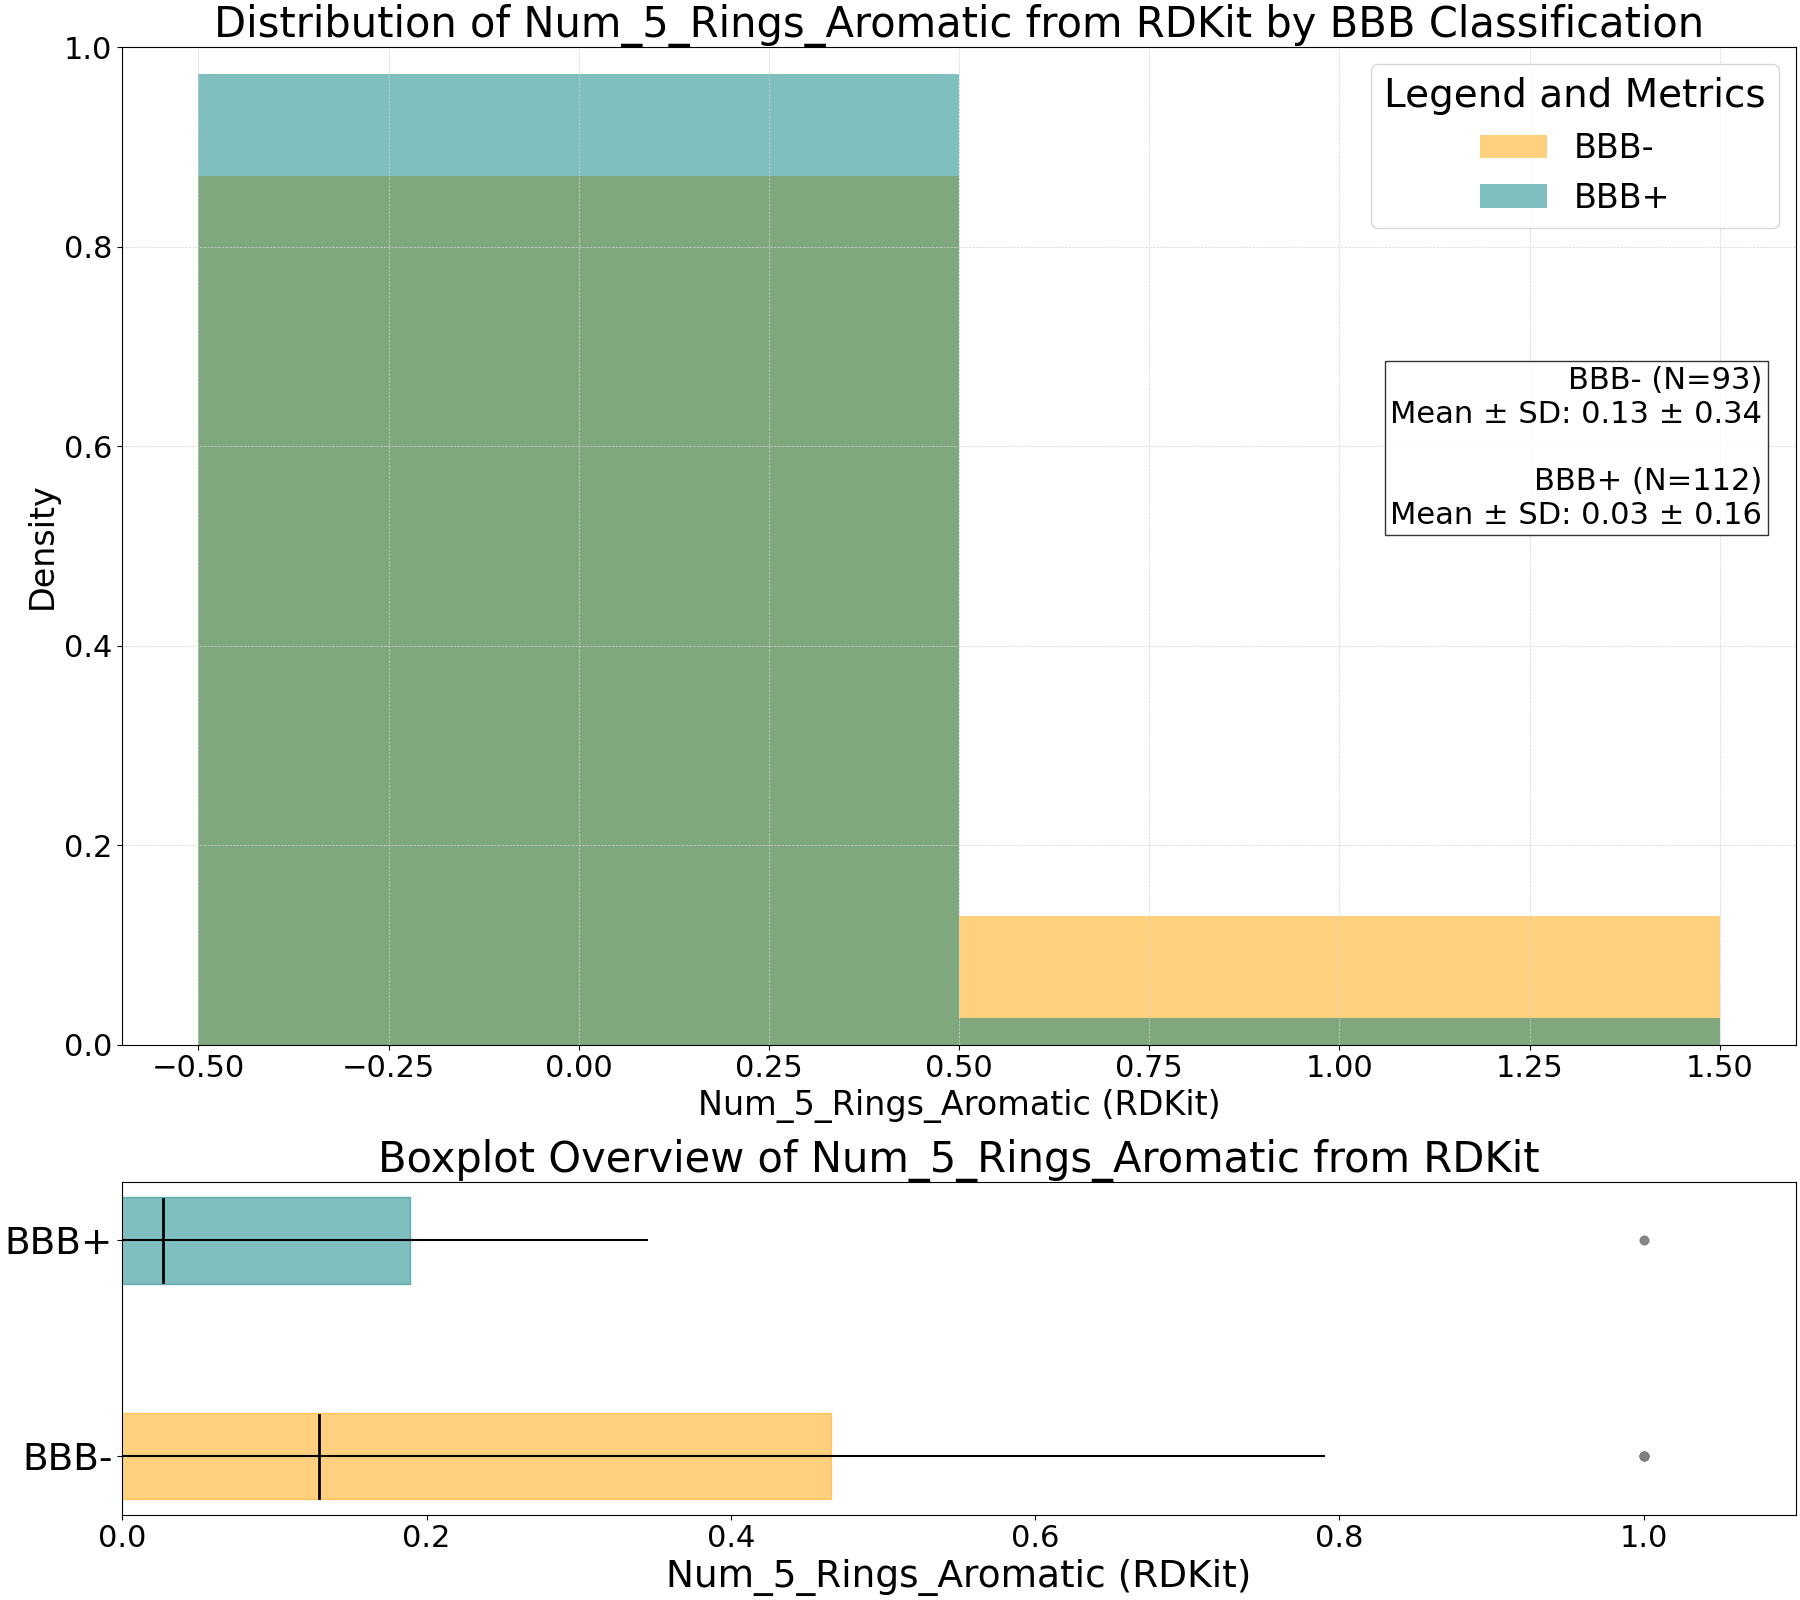 Distribution of Num_5_Rings_Aromatic from RDKit by BBB Classification
1.0
0.8
0.6
0.4
0.2
0.0
Density
Legend and Metrics
BBB-
BBB+
BBB- (N=93)
Mean ± SD: 0.13 ± 0.34
BBB+ (N=112)
Mean ± SD: 0.03 ± 0.16
−0.50 −0.25 0.00 0.25 0.50 0.75 1.00 1.25 1.50
Num_5_Rings_Aromatic (RDKit)
Boxplot Overview of Num_5_Rings_Aromatic from RDKit
BBB+
BBB-
0.0 0.2 0.4 0.6 0.8 1.0
Num_5_Rings_Aromatic (RDKit)